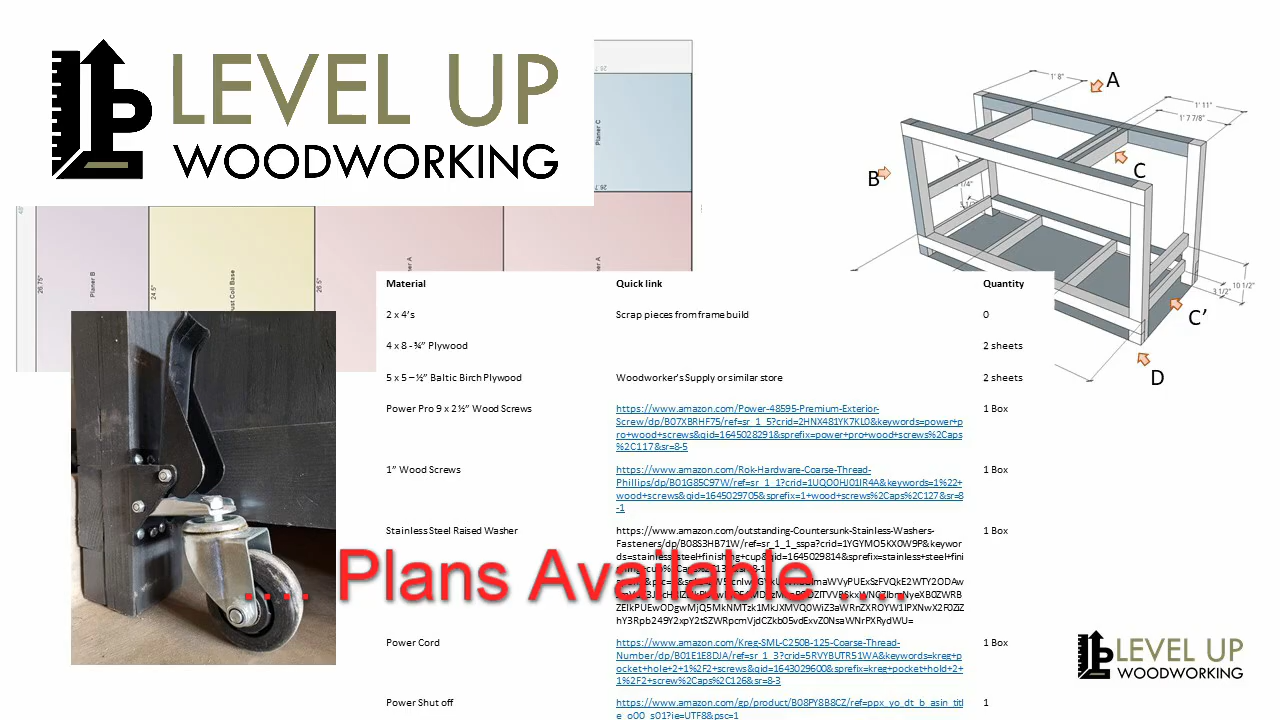 LEVEL UP
WOODWORKING
Planer C
A
1' 8"
1' 11"
1' 7 7/8"
B
C
3 1/2"
10 1/2"
C’
D
26.75"
Planer B
24.5"
ust Coil Base
26.5"
er A
er A
Material Quick link Quantity
2 x 4’s Scrap pieces from frame build 0
4 x 8 - ¾” Plywood 2 sheets
5 x 5 – ½” Baltic Birch Plywood Woodworker’s Supply or similar store 2 sheets
Power Pro 9 x 2½” Wood Screws https://www.amazon.com/Power-48595-Premium-Exterior- 1 Box
Screw/dp/B07XBRHF75/ref=sr_1_5?crid=2HNX481YK7KL0&keywords=power+p
ro+wood+screws&qid=1645028291&sprefix=power+pro+wood+screws%2Caps
%2C117&sr=8-5
1” Wood Screws https://www.amazon.com/Rok-Hardware-Coarse-Thread- 1 Box
Phillips/dp/B01G85C97W/ref=sr_1_1?crid=1UQO0HJ01JR4A&keywords=1%22+
wood+screws&qid=1645029705&sprefix=1+wood+screws%2Caps%2C127&sr=8
-1
Stainless Steel Raised Washer https://www.amazon.com/outstanding-Countersunk-Stainless-Washers- 1 Box
Fasteners/dp/B08S3HB71W/ref=sr_1_1_sspa?crid=1YGYMO5KX0W9P&keywor
.... Plans Available ....
ZEIkPUEwODgwMjQ5MkNMTzk1MkJXMVQ0WiZ3aWRnZXROYW1lPXNwX2F0ZiZ
hY3Rpb249Y2xpY2tSZWRpcmVjdCZkb05vdExvZ0NsaWNrPXRydWU=
Power Cord https://www.amazon.com/Kreg-SML-C250B-125-Coarse-Thread- 1 Box
Number/dp/B01E1E8DJA/ref=sr_1_3?crid=5RVYBUTR51WA&keywords=kreg+p
ocket+hole+2+1%2F2+screws&qid=1643029600&sprefix=kreg+pocket+hold+2+
1%2F2+screw%2Caps%2C126&sr=8-3
Power Shut off https://www.amazon.com/gp/product/B08PY8B8CZ/ref=ppx_yo_dt_b_asin_titl 1
e_o00_s01?ie=UTF8&psc=1
LEVEL UP
WOODWORKING